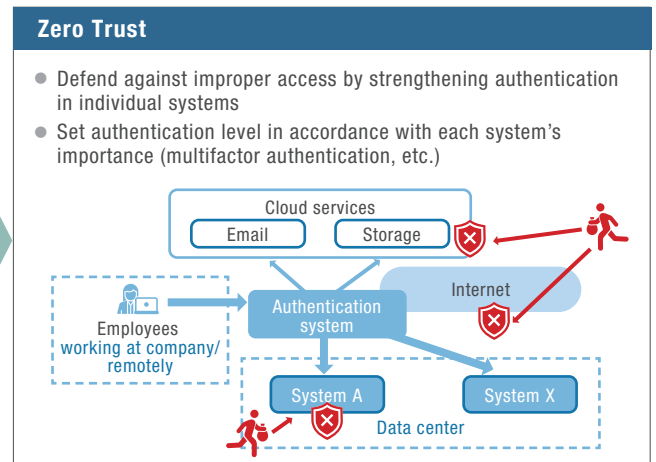 Zero Trust
● Defend against improper access by strengthening authentication
in individual systems
● Set authentication level in accordance with each system's
importance (multifactor authentication, etc.)
Cloud services
Email
Storage
Internet
Authentication
system
Employees
working at company/
remotely
System A
System X
Data center